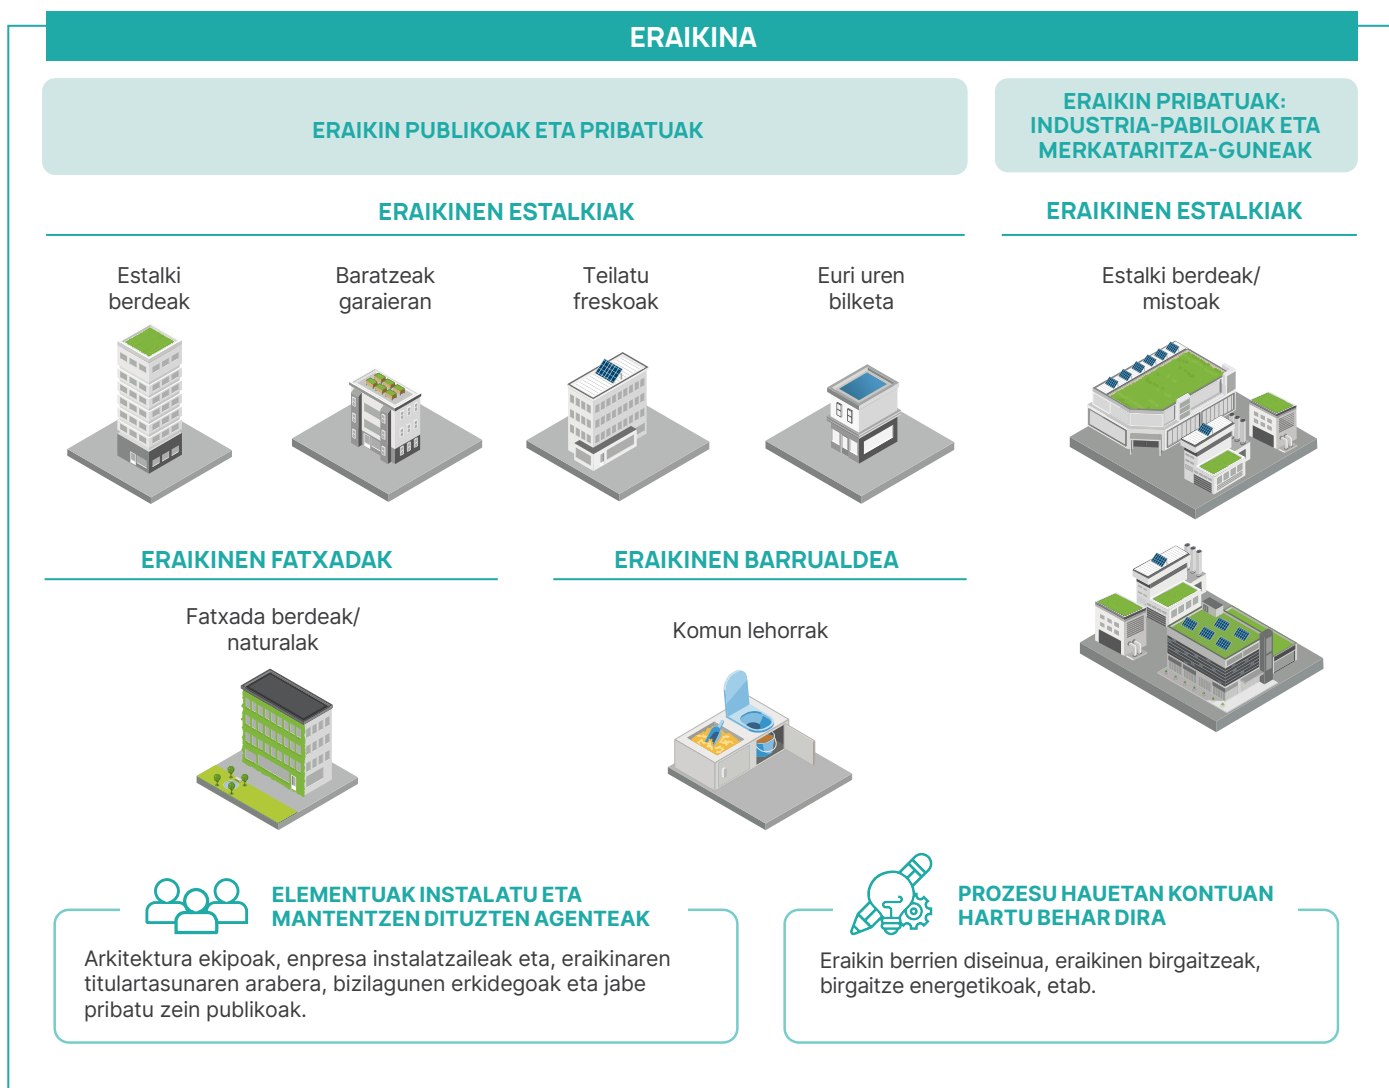 ERAIKINA
ERAIKIN PUBLIKOAK ETA PRIBATUAK
ERAIKIN PRIBATUAK:
INDUSTRIA-PABILOIAK ETA
MERKATARITZA-GUNEAK
ERAIKINEN ESTALKIAK
ERAIKINEN ESTALKIAK
Estalki
berdeak
Baratzeak
garaieran
Teilatu
freskoak
Euri uren
bilketa
Estalki berdeak/
mistoak
ERAIKINEN FATXADAK
ERAIKINEN BARRUALDEA
Fatxada berdeak/
naturalak
Komun lehorrak
ELEMENTUAK INSTALATU ETA
MANTENTZEN DITUZTEN AGENTEAK
Arkitektura ekipoak, enpresa instalatzaileak eta, eraikinaren
titulartasunaren arabera, bizilagunen erkidegoak eta jabe
pribatu zein publikoak.
PROZESU HAUETAN KONTUAN
HARTU BEHAR DIRA
Eraikin berrien diseinua, eraikinen birgaitzeak,
birgaitze energetikoak, etab.